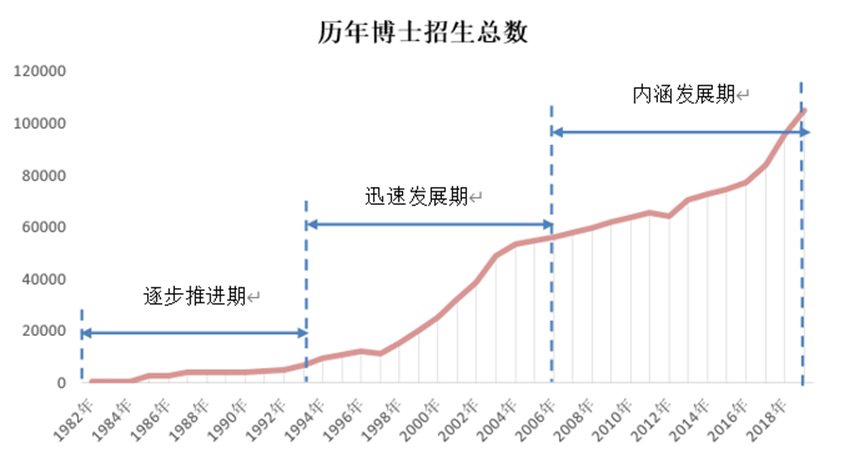 历年博士招生总数
120000
100000
80000
60000
40000
20000
0
内涵发展期↵
迅速发展期↵
逐步推进期↵
1982年
1984年
1986年
1988年
1990年
1992年
1994年
1996年
1998年
2000年
2002年
2004年
2006年
2008年
2010年
2012年
2014年
2016年
2018年